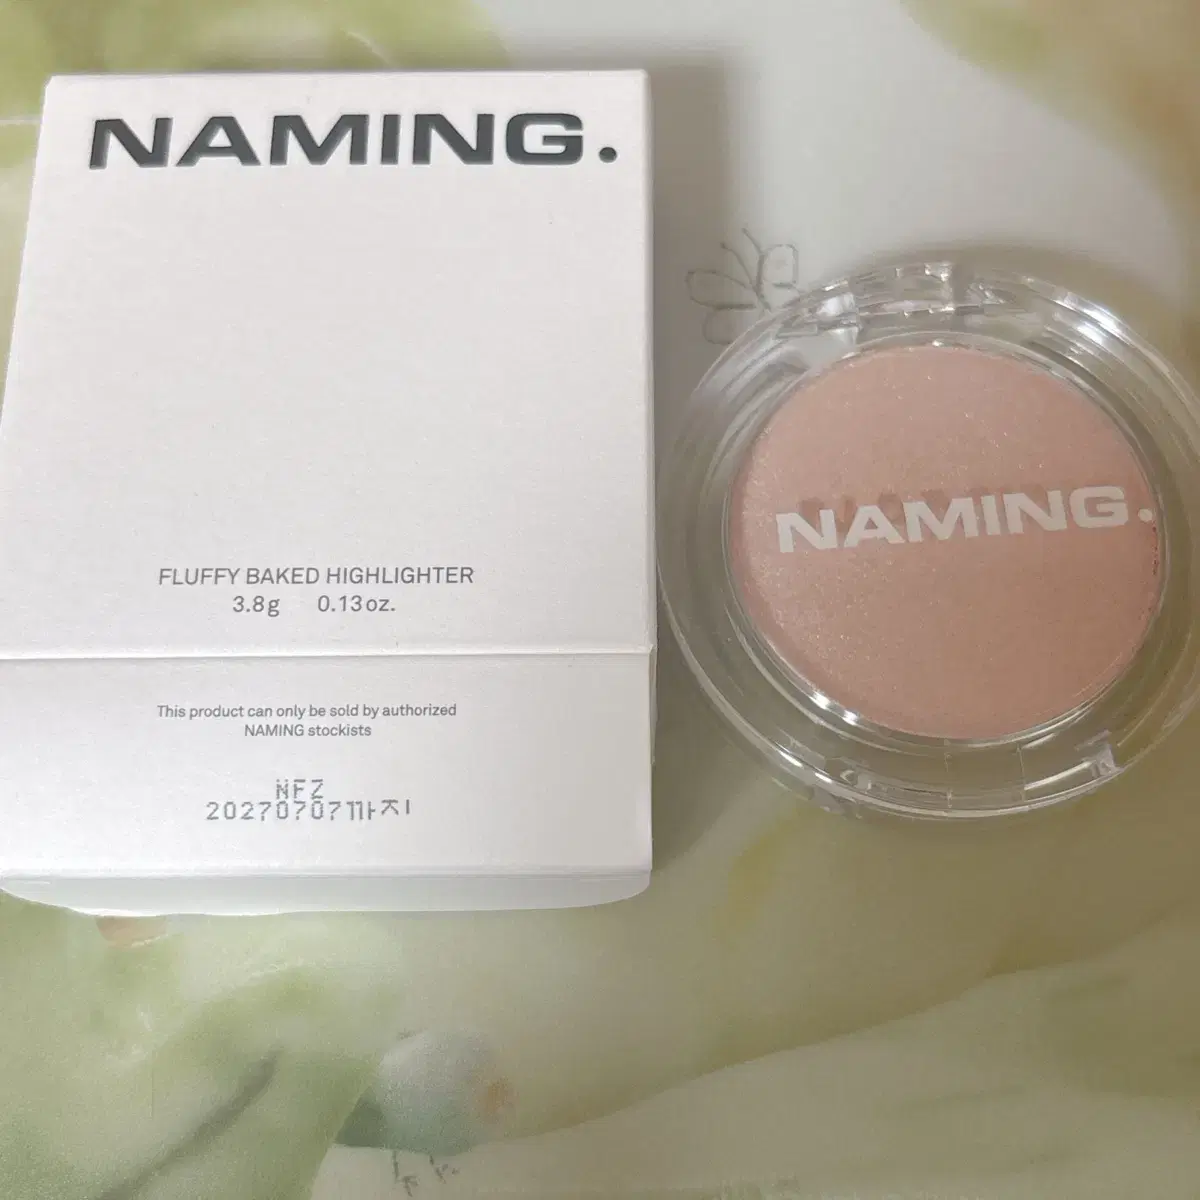 NAMING.
FLUFFY BAKED HIGHLIGHTER
3.8g 0.13oz.
This product can only be sold by authorized
NAMING stockists
NFZ
20270707까지
NAMING.